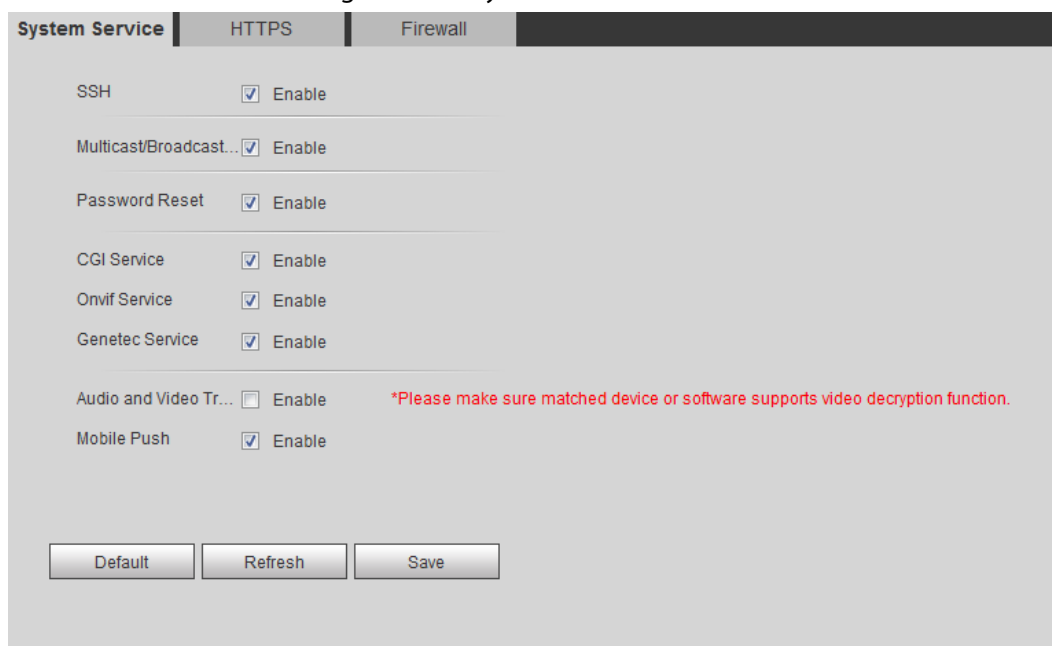 System Service HTTPS Firewall
SSH Enable
Multicast/Broadcast... Enable
Password Reset Enable
CGI Service Enable
Onvif Service Enable
Genetec Service Enable
Audio and Video Tr... Enable *Please make sure matched device or software supports video decryption function.
Mobile Push Enable
Default Refresh Save